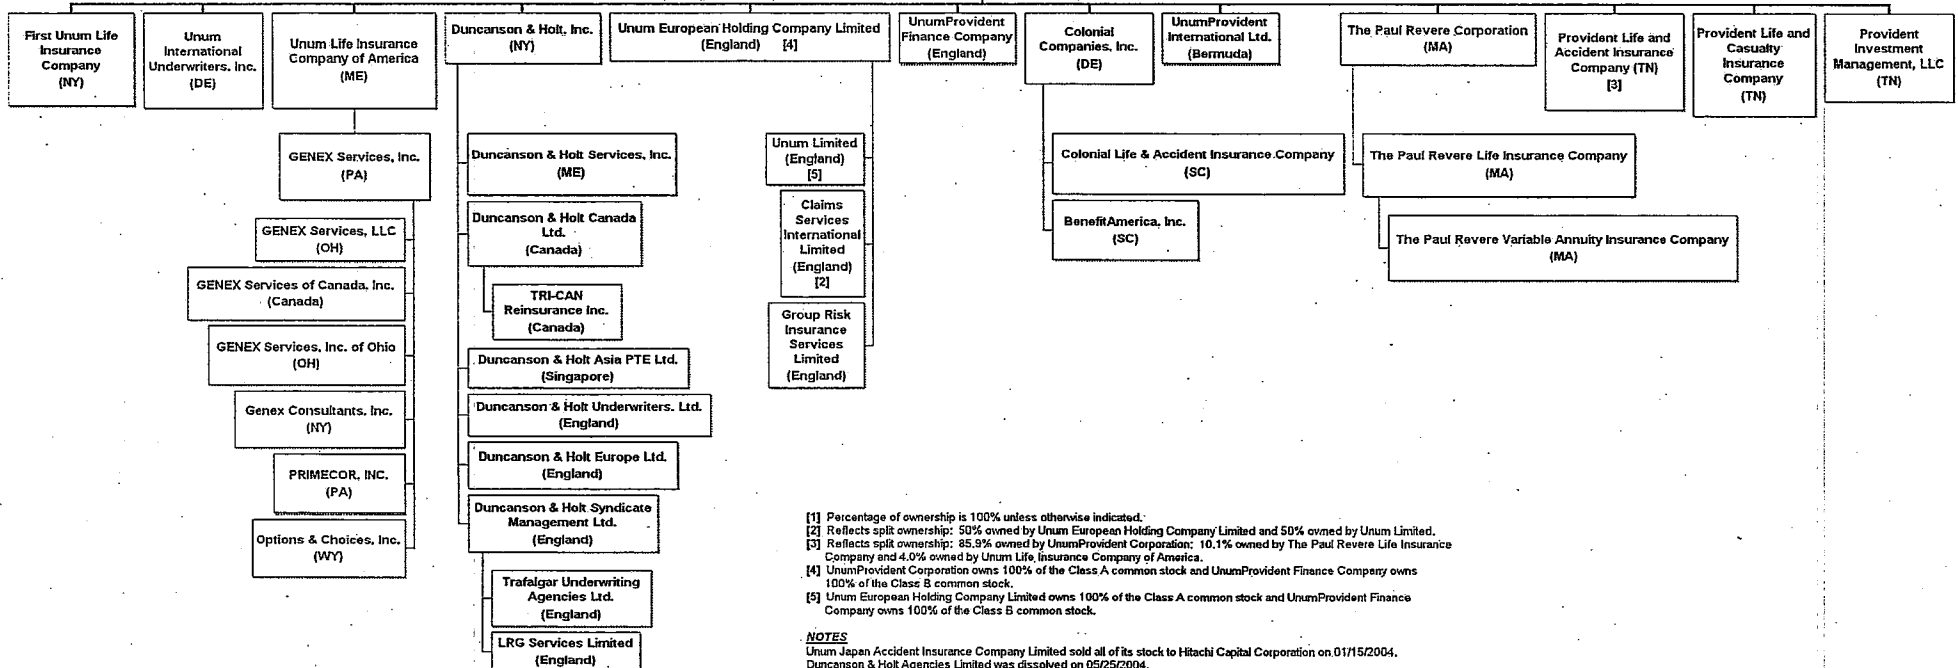 First Unum Life
Insurance
Company
(NY)
Unum
International
Underwriters, Inc.
(DE)
Unum Life Insurance
Company of America
(ME)
Duncanson & Holt, Inc.
(NY)
Unum European Holding Company Limited
(England) [4]
UnumProvident
Finance Company
(England)
Colonial
Companies, Inc.
(DE)
UnumProvident
International Ltd.
(Bermuda)
The Paul Revere Corporation
(MA)
Provident Life and
Accident Insurance
Company (TN)
[3]
Provident Life and
Casualty
Insurance
Company
(TN)
Provident
Investment
Management, LLC
(TN)
GENEX Services, Inc.
(PA)
GENEX Services, LLC
(OH)
GENEX Services of Canada, Inc.
(Canada)
GENEX Services, Inc. of Ohio
(OH)
Genex Consultants, Inc.
(NY)
PRIMECOR, INC.
(PA)
Options & Choices, Inc.
(WY)
Duncanson & Holt Services, Inc.
(ME)
Duncanson & Holt Canada
Ltd.
(Canada)
TRI-CAN
Reinsurance Inc.
(Canada)
Duncanson & Holt Asia PTE Ltd.
(Singapore)
Duncanson & Holt Underwriters. Ltd.
(England)
Duncanson & Holt Europe Ltd.
(England)
Duncanson & Holt Syndicate
Management Ltd.
(England)
Trafalgar Underwriting
Agencies Ltd.
(England)
LRG Services Limited
(England)
Unum Limited
(England)
[5]
Claims
Services
International
Limited
(England)
[2]
Group Risk
Insurance
Services
Limited
(England)
Colonial Life & Accident Insurance Company
(SC)
BenefitAmerica, Inc.
(SC)
The Paul Revere Life Insurance Company
(MA)
The Paul Revere Variable Annuity Insurance Company
(MA)
[1] Percentage of ownership is 100% unless otherwise indicated.
[2] Reflects split ownership: 50% owned by Unum European Holding Company Limited and 50% owned by Unum Limited.
[3] Reflects split ownership: 85.9% owned by UnumProvident Corporation; 10.1% owned by The Paul Revere Life Insurance
Company and 4.0% owned by Unum Life Insurance Company of America.
[4] UnumProvident Corporation owns 100% of the Class A common stock and UnumProvident Finance Company owns
100% of the Class B common stock.
[5] Unum European Holding Company Limited owns 100% of the Class A common stock and UnumProvident Finance
Company owns 100% of the Class B common stock.
NOTES
Unum Japan Accident Insurance Company Limited sold all of its stock to Hitachi Capital Corporation on 01/15/2004.
Duncanson & Holt Agencies Limited was dissolved on 05/25/2004.